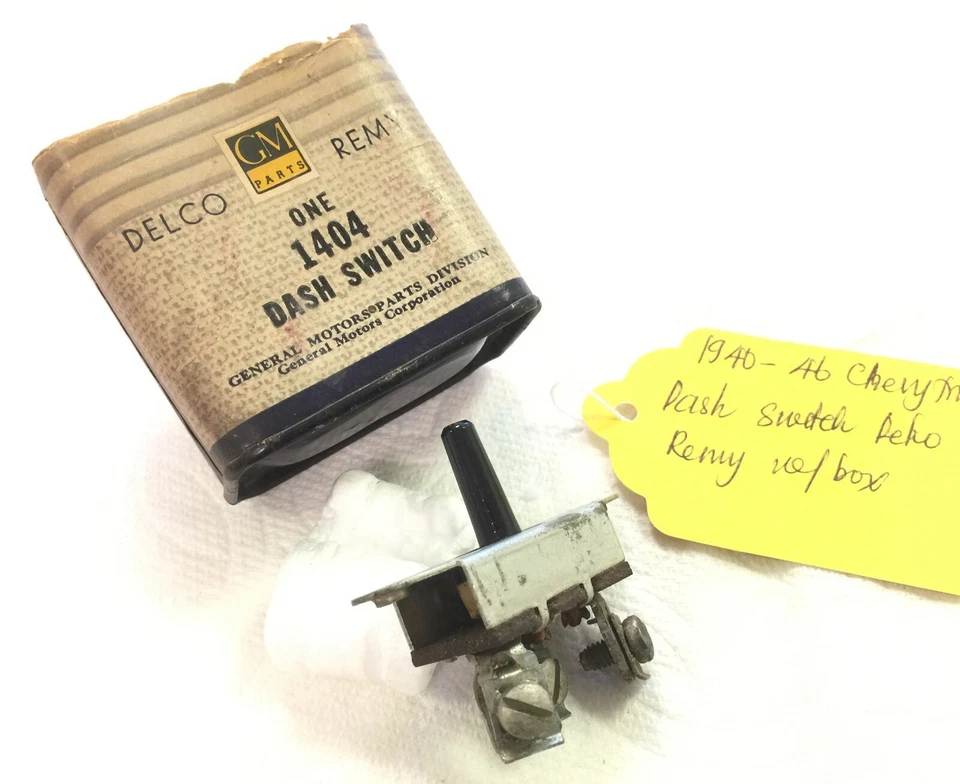 GM
PARTS
DELCO REMY
ONE
1404
DASH SWITCH
GENERAL MOTORS PARTS DIVISION
General Motors Corporation
1940-46 Chevy
Dash Switch Delco
Remy w/box